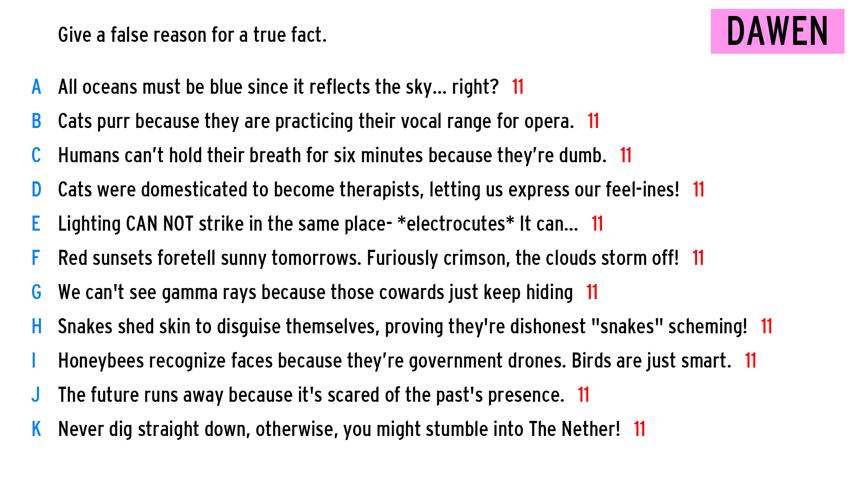 Give a false reason for a true fact.
DAWEN
A All oceans must be blue since it reflects the sky... right? 11
B Cats purr because they are practicing their vocal range for opera. 11
C Humans can't hold their breath for six minutes because they're dumb. 11
D Cats were domesticated to become therapists, letting us express our feel-ines! 11
E Lighting CAN NOT strike in the same place- *electrocutes* It can... 11
F Red sunsets foretell sunny tomorrows. Furiously crimson, the clouds storm off! 11
G We can't see gamma rays because those cowards just keep hiding 11
H Snakes shed skin to disguise themselves, proving they're dishonest "snakes" scheming! 11
I Honeybees recognize faces because they're government drones. Birds are just smart. 11
J The future runs away because it's scared of the past's presence. 11
K Never dig straight down, otherwise, you might stumble into The Nether! 11